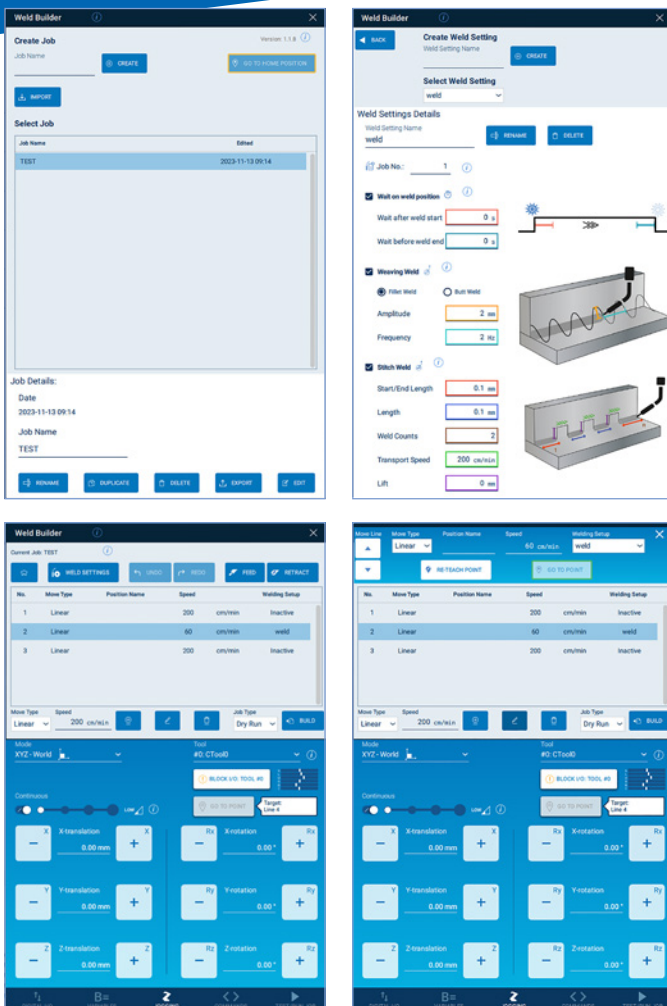 Weld Builder
Create Job
Version: 1.1.8
Job Name
CREATE
GO TO HOME POSITION
IMPORT
Select Job
Job Name Edited
TEST 2023-11-13 09:14
Job Details:
Date
2023-11-13 09:14
Job Name
TEST
RENAME DUPLICATE DELETE EXPORT EDIT
Weld Builder
BACK
Create Weld Setting
Weld Setting Name
CREATE
Select Weld Setting
weld
Weld Settings Details
Weld Setting Name
weld
RENAME DELETE
Job No.: 1
Wait on weld position
Wait after weld start 0 s
Wait before weld end 0 s
Weaving Weld
Fillet Weld Butt Weld
Amplitude 2 mm
Frequency 2 Hz
Stitch Weld
Start/End Length 0.1 mm
Length 0.1 mm
Weld Counts 2
Transport Speed 200 cm/min
Lift 0 mm
Weld Builder
Current Job: TEST
WELD SETTINGS UNDO REDO FEED RETRACT
No. Move Type Position Name Speed Welding Setup
1 Linear 200 cm/min Inactive
2 Linear 60 cm/min weld
3 Linear 200 cm/min Inactive
Move Type Speed Job Type
Linear 200 cm/min Dry Run BUILD
Mode Tool
XYZ - World #0: CTool0
BLOCK I/O: TOOL #0
Continuous
LOW
GO TO POINT
Target:
Line 4
X X-translation X Rx X-rotation Rx
− 0.00 mm + − 0.00 ° +
Y Y-translation Y Ry Y-rotation Ry
− 0.00 mm + − 0.00 ° +
Z Z-translation Z Rz Z-rotation Rz
− 0.00 mm + − 0.00 ° +
Move Line Move Type Position Name Speed Welding Setup
Linear 60 cm/min weld
RE-TEACH POINT GO TO POINT
No. Move Type Position Name Speed Welding Setup
1 Linear 200 cm/min Inactive
2 Linear 60 cm/min weld
3 Linear 200 cm/min Inactive
Move Type Speed Job Type
Linear 200 cm/min Dry Run BUILD
Mode Tool
XYZ - World #0: CTool0
BLOCK I/O: TOOL #0
Continuous
LOW
GO TO POINT
Target:
Line 4
X X-translation X Rx X-rotation Rx
− 0.00 mm + − 0.00 ° +
Y Y-translation Y Ry Y-rotation Ry
− 0.00 mm + − 0.00 ° +
Z Z-translation Z Rz Z-rotation Rz
− 0.00 mm + − 0.00 ° +